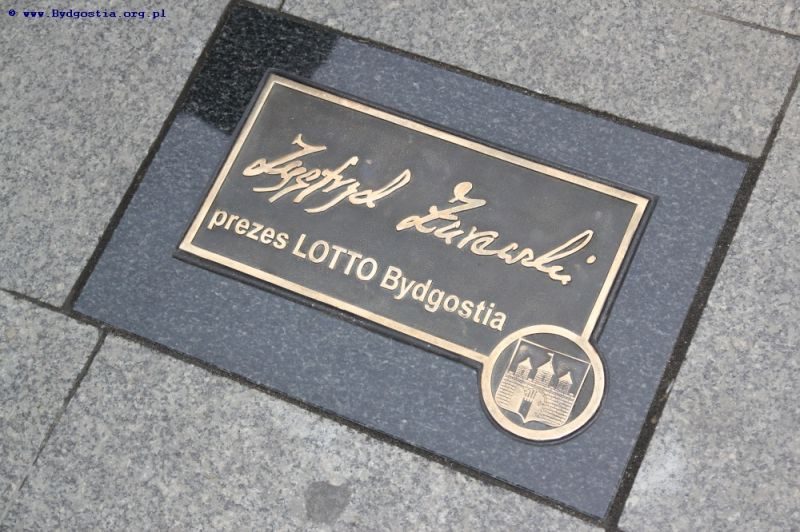 © www.Bydgostia.org.pl
Zygfryd Żurawski
prezes LOTTO Bydgostia